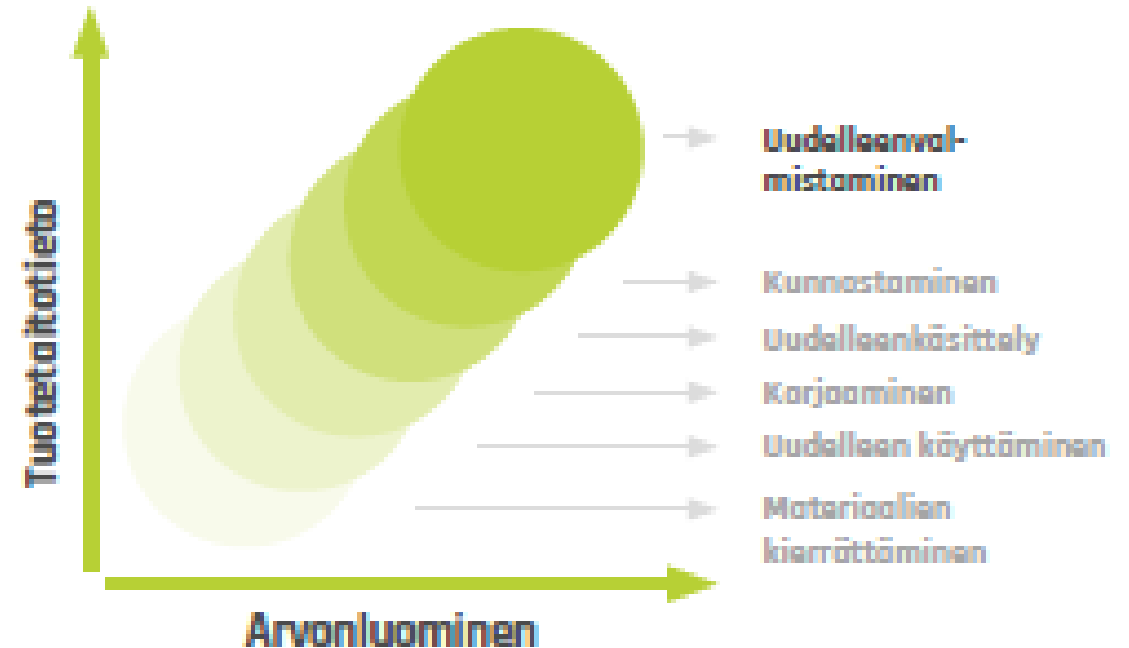 Tuotetaitotieto
Uudelleenval-
mistaminen
Kunnostaminen
Uudelleenkäsittely
Korjaaminen
Uudelleen käyttäminen
Materiaalien
kierrättäminen
Arvonluominen